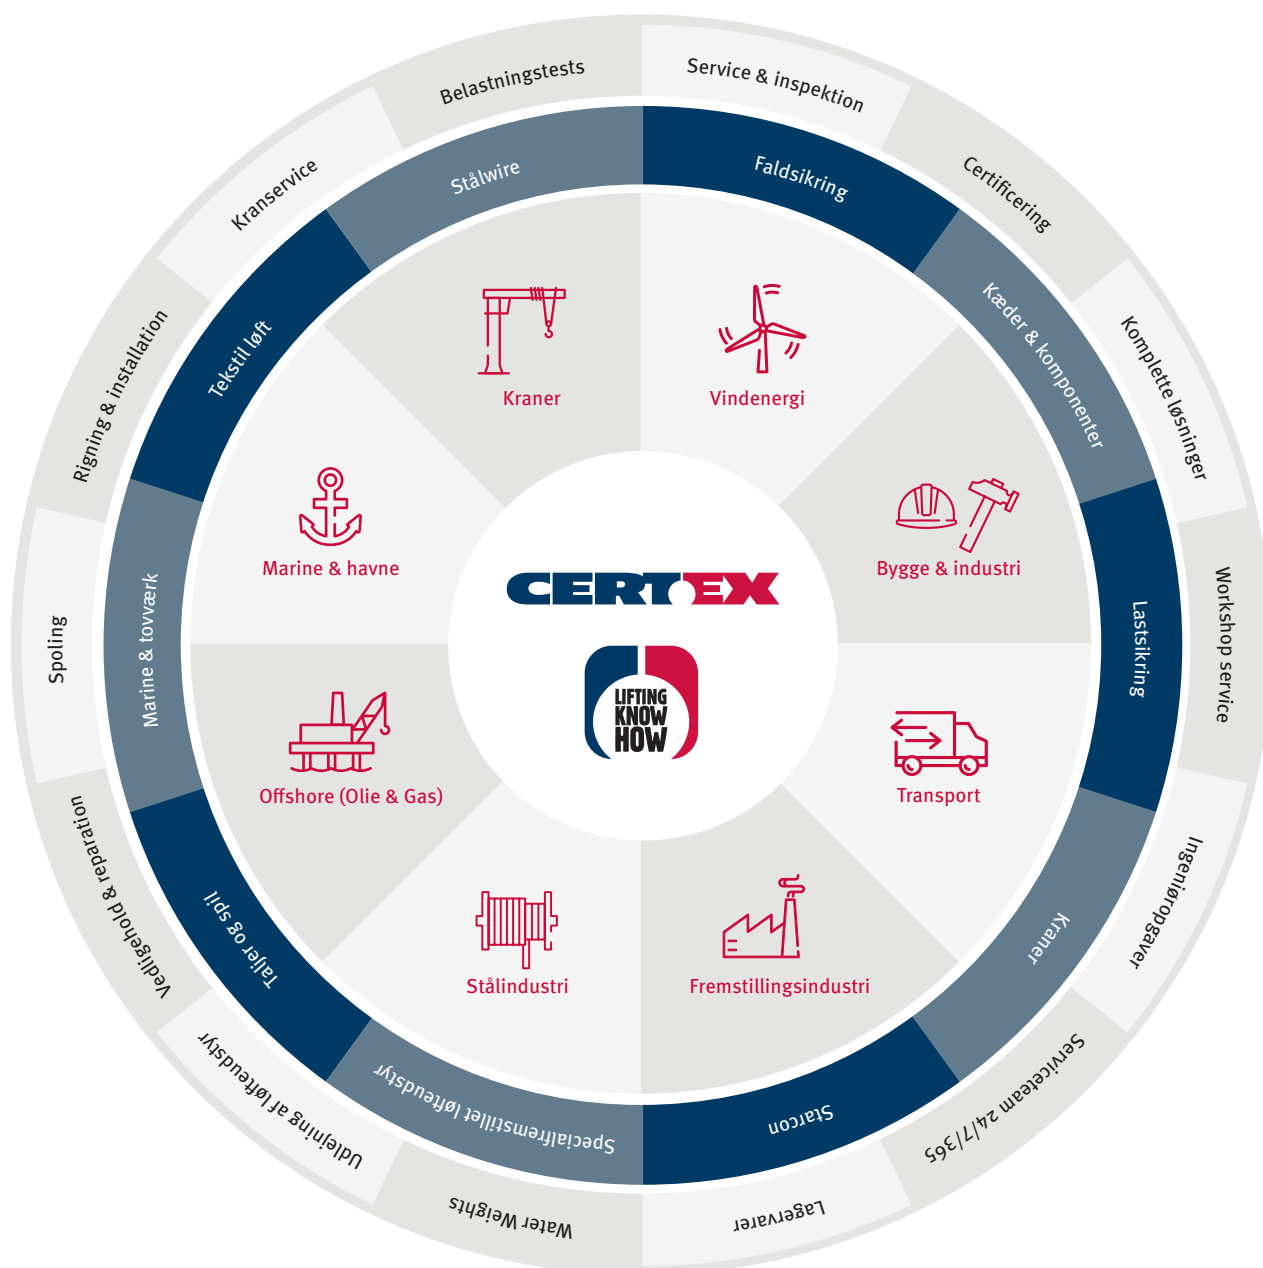 Service & inspektion
Certificering
Komplette løsninger
Workshop service
Ingeniøropgaver
Serviceteam 24/7/365
Lagervarer
Water Weights
Udlejning af løfteudstyr
Vedligehold & reparation
Spoling
Rigning & installation
Kranservice
Belastningstests
Faldsikring
Kæder & komponenter
Lastsikring
Kraner
Starcon
Specialfremstillet løfteudstyr
Taljer og spil
Marine & tovværk
Tekstil løft
Stålwire
Vindenergi
Bygge & industri
Transport
Fremstillingsindustri
Stålindustri
Offshore (Olie & Gas)
Marine & havne
Kraner
CERTEX
LIFTING
KNOW
HOW